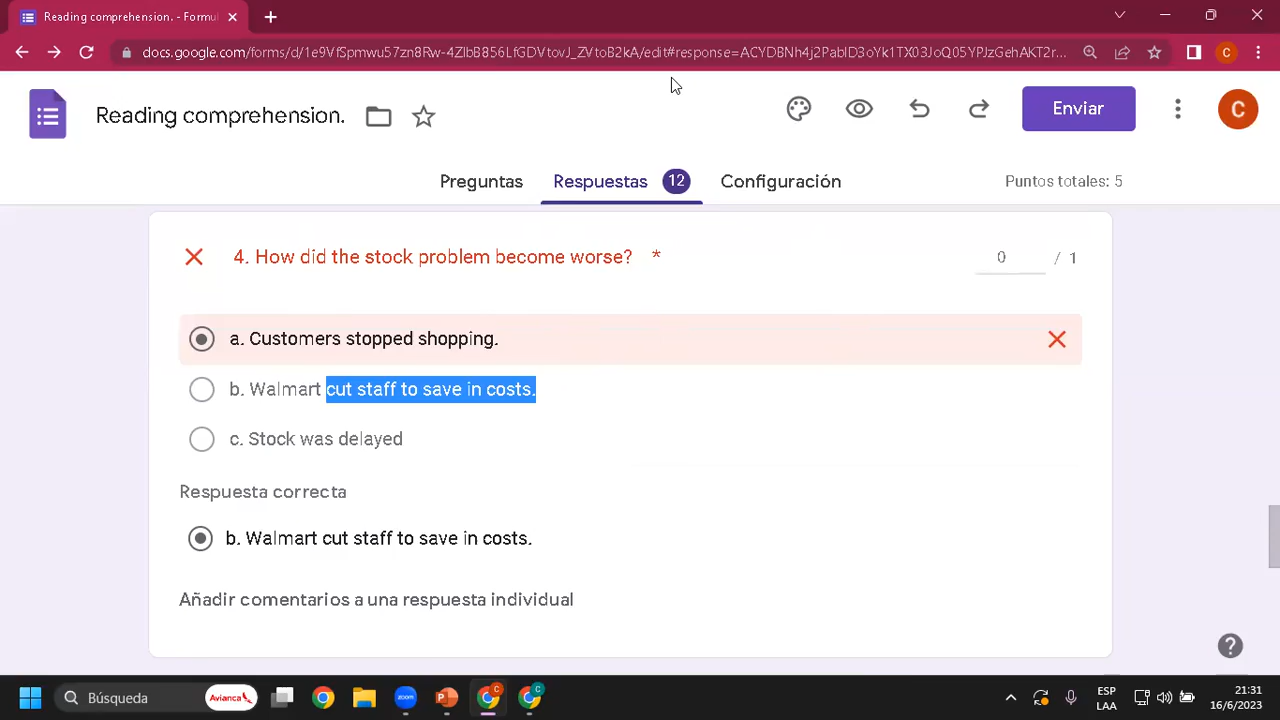 Reading comprehension. - Formul
docs.google.com/forms/d/1e9VfSpmwu57zn8Rw-4ZIbB856LfGDVtovJ_ZVtoB2kA/edit#response=ACYDBNh4j2PabID3oYk1TX03JoQ05YPJzGehAKT2r...
C
Reading comprehension.
Enviar
C
Preguntas
Respuestas 12
Configuración
Puntos totales: 5
4. How did the stock problem become worse? *
0 / 1
a. Customers stopped shopping.
b. Walmart cut staff to save in costs.
c. Stock was delayed
Respuesta correcta
b. Walmart cut staff to save in costs.
Añadir comentarios a una respuesta individual
Búsqueda
Avianca
zoom
ESP
LAA
21:31
16/6/2023